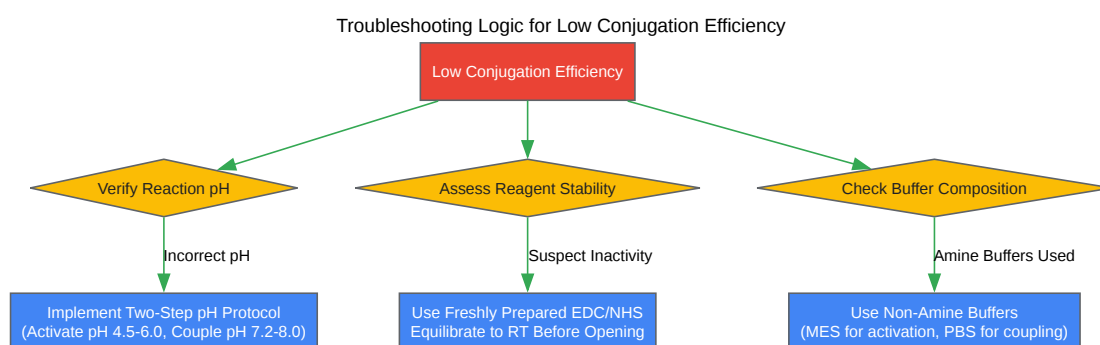 Troubleshooting Logic for Low Conjugation Efficiency
Low Conjugation Efficiency
Verify Reaction pH
Assess Reagent Stability
Check Buffer Composition
Incorrect pH
Suspect Inactivity
Amine Buffers Used
Implement Two-Step pH Protocol
(Activate pH 4.5-6.0, Couple pH 7.2-8.0)
Use Freshly Prepared EDC/NHS
Equilibrate to RT Before Opening
Use Non-Amine Buffers
(MES for activation, PBS for coupling)